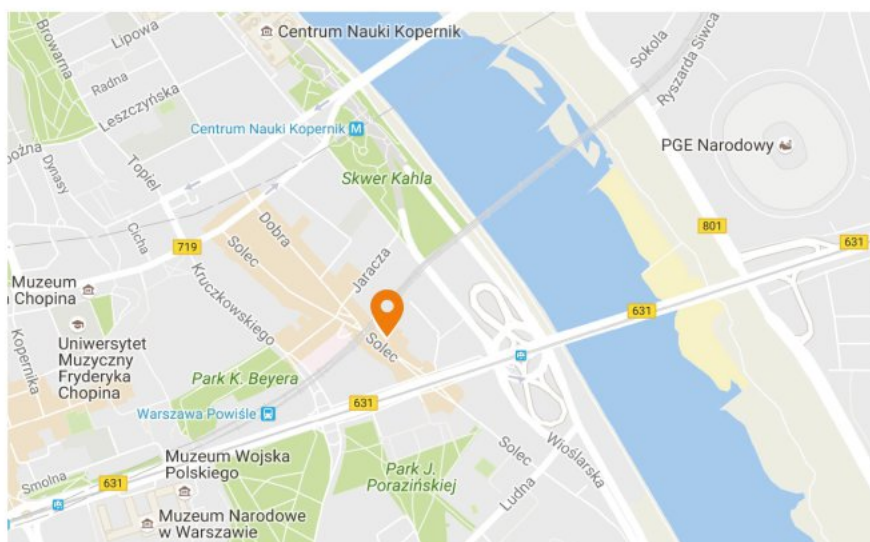 Browarna
Lipowa
Radna
Leszczyńska
Centrum Nauki Kopernik
Sokola
Ryszarda Siwca
Centrum Nauki Kopernik
PGE Narodowy
Dynasy
Topiel
Skwer Kahla
Cicha
Dobra
Solec
719
801
631
Jaracza
Muzeum
Chopina
Kruczkowskiego
631
Kopernika
Uniwersytet
Muzyczny
Fryderyka
Chopina
Solec
Park K. Beyera
631
Warszawa Powiśle
Solec
Wioślarska
Muzeum Wojska
Polskiego
Park J.
Porazińskiej
Ludna
Smolna
631
Muzeum Narodowe
w Warszawie